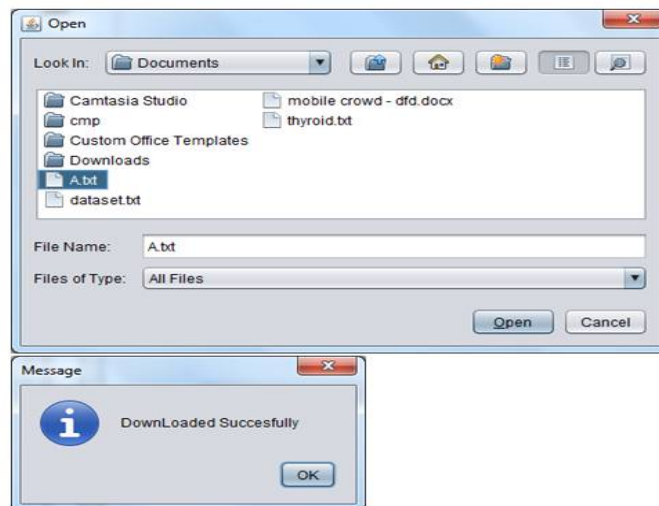 Open
Look In: Documents
Camtasia Studio mobile crowd - dfd.docx
cmp thyroid.txt
Custom Office Templates
Downloads
A.txt
dataset.txt
File Name: A.txt
Files of Type: All Files
Open Cancel
Message
DownLoaded Succesfully
OK